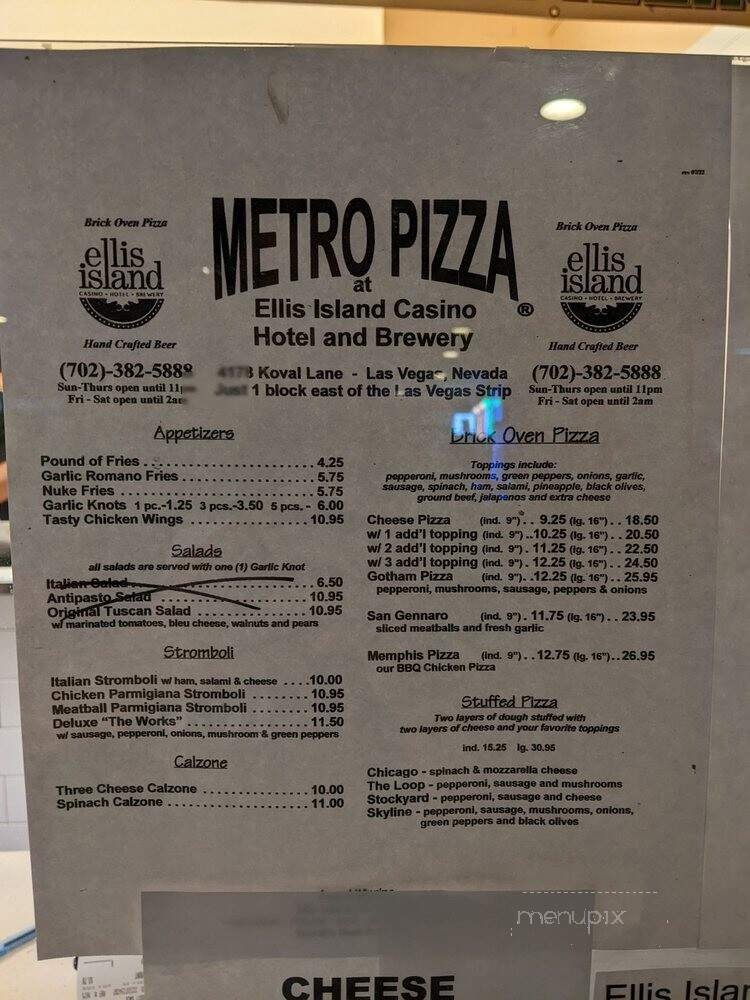 rev 07/22
Brick Oven Pizza
ellis
island
CASINO • HOTEL • BREWERY
Hand Crafted Beer
(702)-382-5888
Sun-Thurs open until 11
Fri - Sat open until 2am
METRO PIZZA
at
Ellis Island Casino ®
Hotel and Brewery
Koval Lane - Las Vegas, Nevada
1 block east of the Las Vegas Strip
Brick Oven Pizza
ellis
island
CASINO • HOTEL • BREWERY
Hand Crafted Beer
(702)-382-5888
Sun-Thurs open until 11pm
Fri - Sat open until 2am
Appetizers
Pound of Fries . . . . . . . . . . . . . . . . . . . . . 4.25
Garlic Romano Fries . . . . . . . . . . . . . . . . . 5.75
Nuke Fries . . . . . . . . . . . . . . . . . . . . . . . . 5.75
Garlic Knots 1 pc.-1.25 3 pcs.-3.50 5 pcs. - 6.00
Tasty Chicken Wings . . . . . . . . . . . . . . . . 10.95
Salads
all salads are served with one (1) Garlic Knot
Italian Salad . . . . . . . . . . . . . . . . . . . . . . . 6.50
Antipasto Salad . . . . . . . . . . . . . . . . . . . . 10.95
Original Tuscan Salad . . . . . . . . . . . . . . . 10.95
w/ marinated tomatoes, bleu cheese, walnuts and pears
Stromboli
Italian Stromboli w/ ham, salami & cheese . . . . 10.00
Chicken Parmigiana Stromboli . . . . . . . . 10.95
Meatball Parmigiana Stromboli . . . . . . . . 10.95
Deluxe "The Works" . . . . . . . . . . . . . . . . . 11.50
w/ sausage, pepperoni, onions, mushroom & green peppers
Calzone
Three Cheese Calzone . . . . . . . . . . . . . . 10.00
Spinach Calzone . . . . . . . . . . . . . . . . . . . 11.00
Brick Oven Pizza
Toppings include:
pepperoni, mushrooms, green peppers, onions, garlic,
sausage, spinach, ham, salami, pineapple, black olives,
ground beef, jalapenos and extra cheese
Cheese Pizza (ind. 9") . . 9.25 (lg. 16") . . 18.50
w/ 1 add'l topping (ind. 9") . . 10.25 (lg. 16") . . 20.50
w/ 2 add'l topping (ind. 9") . 11.25 (lg. 16") . . 22.50
w/ 3 add'l topping (ind. 9") . 12.25 (lg. 16") . . 24.50
Gotham Pizza (ind. 9") . . 12.25 (lg. 16") . . 25.95
pepperoni, mushrooms, sausage, peppers & onions
San Gennaro (ind. 9") . 11.75 (lg. 16") . . 23.95
sliced meatballs and fresh garlic
Memphis Pizza (ind. 9") . . 12.75 (lg. 16") . . 26.95
our BBQ Chicken Pizza
Stuffed Pizza
Two layers of dough stuffed with
two layers of cheese and your favorite toppings
ind. 15.25 lg. 30.95
Chicago - spinach & mozzarella cheese
The Loop - pepperoni, sausage and mushrooms
Stockyard - pepperoni, sausage and cheese
Skyline - pepperoni, sausage, mushrooms, onions,
green peppers and black olives
menupix
CHEESE
Ellis Islan